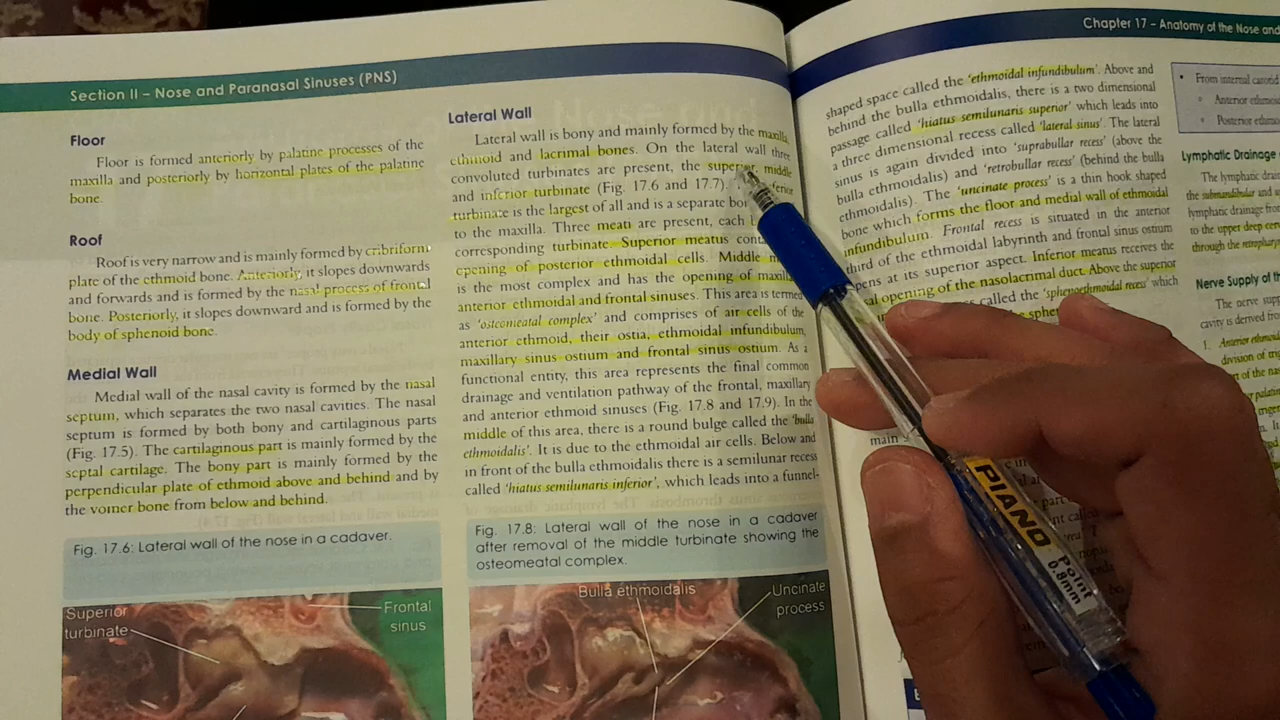 Section II – Nose and Paranasal Sinuses (PNS)
Floor
Floor is formed anteriorly by palatine processes of the
maxilla and posteriorly by horizontal plates of the palatine
bone.
Roof
Roof is very narrow and is mainly formed by cribriform
plate of the ethmoid bone. Anteriorly, it slopes downwards
and forwards and is formed by the nasal process of frontal
bone. Posteriorly, it slopes downward and is formed by the
body of sphenoid bone.
Medial Wall
Medial wall of the nasal cavity is formed by the nasal
septum, which separates the two nasal cavities. The nasal
septum is formed by both bony and cartilaginous parts
(Fig. 17.5). The cartilaginous part is mainly formed by the
septal cartilage. The bony part is mainly formed by the
perpendicular plate of ethmoid above and behind and by
the vomer bone from below and behind.
Fig. 17.6: Lateral wall of the nose in a cadaver.
Superior
turbinate
Frontal
sinus
Lateral Wall
Lateral wall is bony and mainly formed by the maxilla,
ethmoid and lacrimal bones. On the lateral wall three
convoluted turbinates are present, the superior, middle
and inferior turbinate (Fig. 17.6 and 17.7).
turbinate is the largest of all and is a separate
to the maxilla. Three meati are present, each
corresponding turbinate. Superior meatus
opening of posterior ethmoidal cells. Middle
is the most complex and has the opening of
anterior ethmoidal and frontal sinuses. This area is termed
as 'osteomeatal complex' and comprises of air cells of the
anterior ethmoid, their ostia, ethmoidal infundibulum,
maxillary sinus ostium and frontal sinus ostium. As a
functional entity, this area represents the final common
drainage and ventilation pathway of the frontal, maxillary
and anterior ethmoid sinuses (Fig. 17.8 and 17.9). In the
middle of this area, there is a round bulge called the 'bulla
ethmoidalis'. It is due to the ethmoidal air cells. Below and
in front of the bulla ethmoidalis there is a semilunar recess
called 'hiatus semilunaris inferior', which leads into a funnel-
Fig. 17.8: Lateral wall of the nose in a cadaver
after removal of the middle turbinate showing the
osteomeatal complex.
Bulla ethmoidalis
Uncinate
process
Chapter 17 – Anatomy of the Nose and
shaped space called the 'ethmoidal infundibulum'. Above and
behind the bulla ethmoidalis, there is a two dimensional
passage called 'hiatus semilunaris superior' which leads into
a three dimensional recess called 'lateral sinus'. The lateral
sinus is again divided into 'suprabullar recess' (above the
bulla ethmoidalis) and 'retrobullar recess' (behind the bulla
ethmoidalis). The 'uncinate process' is a thin hook shaped
bone which forms the floor and medial wall of ethmoidal
infundibulum. Frontal recess is situated in the anterior
third of the ethmoidal labyrinth and frontal sinus ostium
opens at its superior aspect. Inferior meatus receives the
opening of the nasolacrimal duct. Above the superior
called the 'sphenoethmoidal recess' which
main
• From internal carotid
Anterior
Posterior
Lymphatic Drainage
The lymphatic
the submandibular and
lymphatic drainage from
to the upper deep
through the
Nerve Supply of
The nerve
cavity is derived from
1. Anterior
division of
PIANO
Point
0.8mm